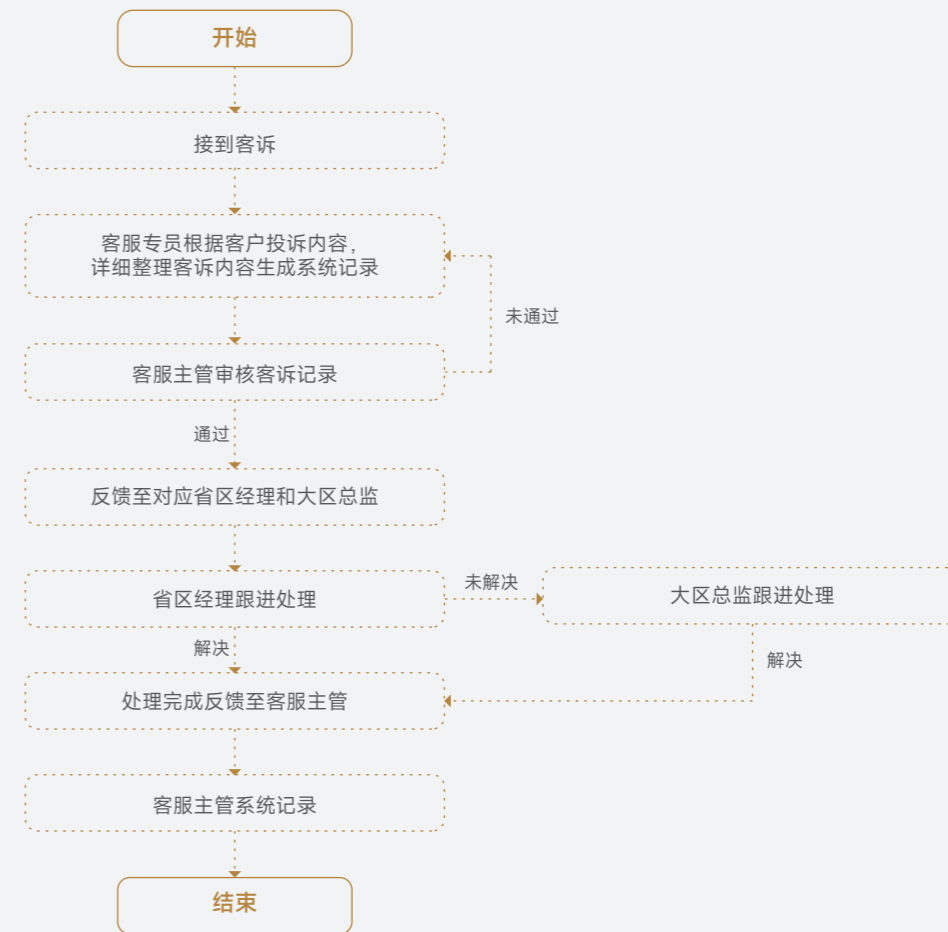 开始
接到客诉
客服专员根据客户投诉内容，
详细整理客诉内容生成系统记录
未通过
客服主管审核客诉记录
通过
反馈至对应省区经理和大区总监
省区经理跟进处理
未解决
大区总监跟进处理
解决
解决
处理完成反馈至客服主管
客服主管系统记录
结束